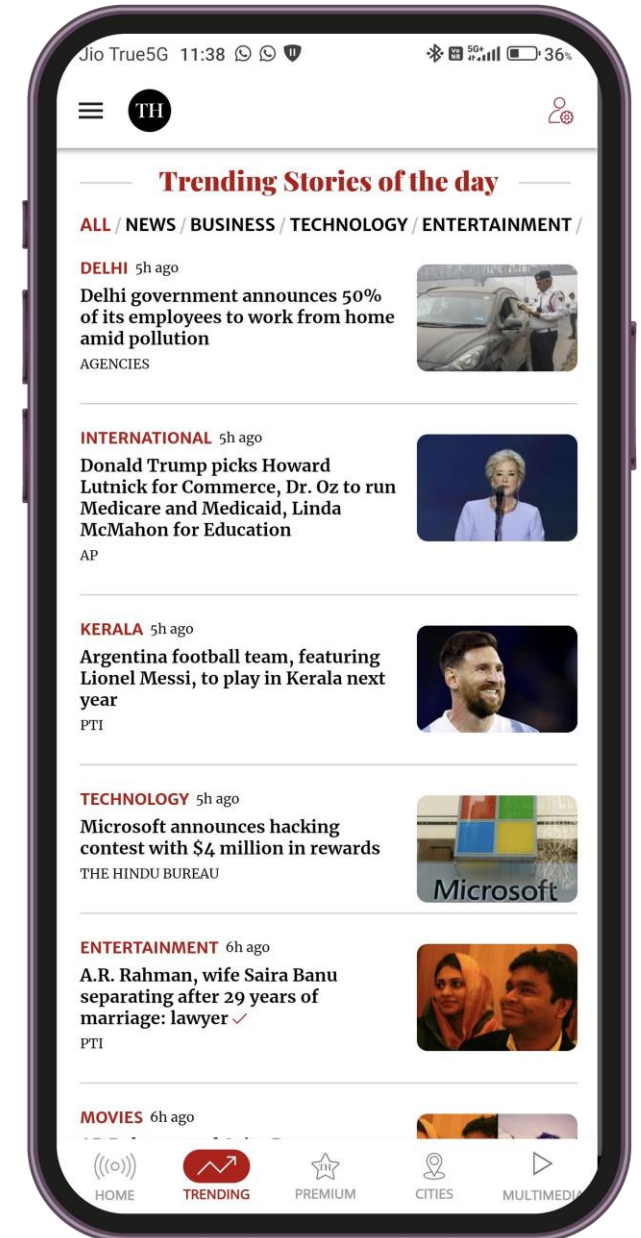 Jio True5G 11:38 36%
TH
Trending Stories of the day
ALL / NEWS / BUSINESS / TECHNOLOGY / ENTERTAINMENT /
DELHI 5h ago
Delhi government announces 50%
of its employees to work from home
amid pollution
AGENCIES
INTERNATIONAL 5h ago
Donald Trump picks Howard
Lutnick for Commerce, Dr. Oz to run
Medicare and Medicaid, Linda
McMahon for Education
AP
KERALA 5h ago
Argentina football team, featuring
Lionel Messi, to play in Kerala next
year
PTI
TECHNOLOGY 5h ago
Microsoft announces hacking
contest with $4 million in rewards
THE HINDU BUREAU
Microsoft
ENTERTAINMENT 6h ago
A.R. Rahman, wife Saira Banu
separating after 29 years of
marriage: lawyer
PTI
MOVIES 6h ago
HOME TRENDING PREMIUM CITIES MULTIMEDIA